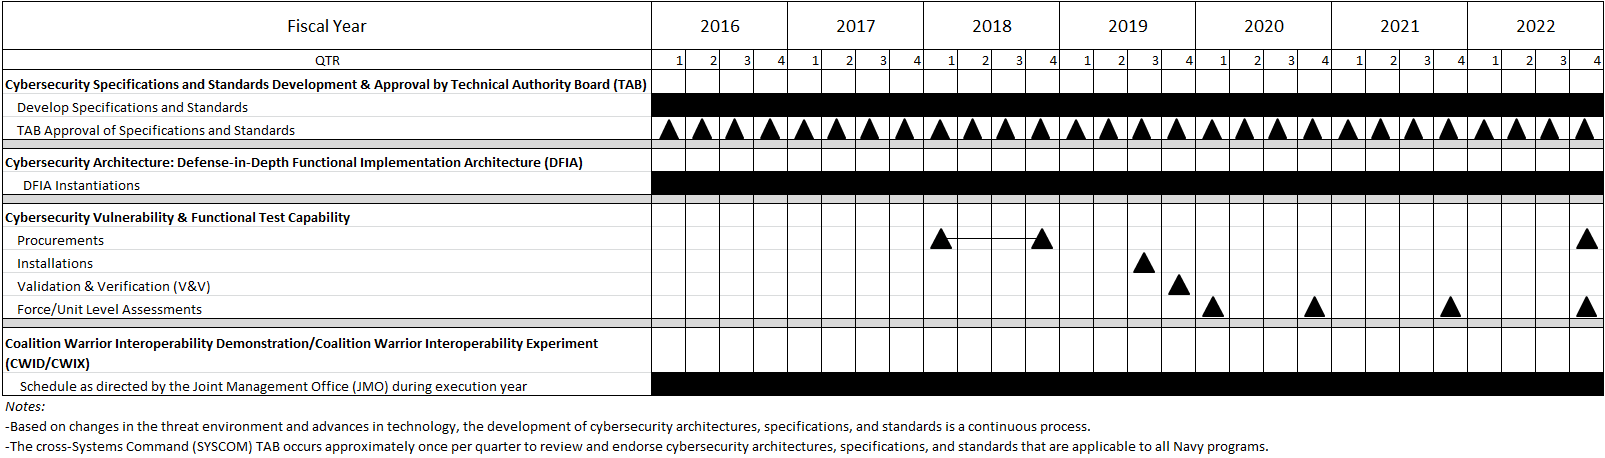 Fiscal Year 2016 2017 2018 2019 2020 2021 2022
QTR 1 2 3 4 1 2 3 4 1 2 3 4 1 2 3 4 1 2 3 4 1 2 3 4 1 2 3 4
Cybersecurity Specifications and Standards Development & Approval by Technical Authority Board (TAB)
Develop Specifications and Standards
TAB Approval of Specifications and Standards
Cybersecurity Architecture: Defense-in-Depth Functional Implementation Architecture (DFIA)
DFIA Instantiations
Cybersecurity Vulnerability & Functional Test Capability
Procurements
Installations
Validation & Verification (V&V)
Force/Unit Level Assessments
Coalition Warrior Interoperability Demonstration/Coalition Warrior Interoperability Experiment
(CWID/CWIX)
Schedule as directed by the Joint Management Office (JMO) during execution year
Notes:
-Based on changes in the threat environment and advances in technology, the development of cybersecurity architectures, specifications, and standards is a continuous process.
-The cross-Systems Command (SYSCOM) TAB occurs approximately once per quarter to review and endorse cybersecurity architectures, specifications, and standards that are applicable to all Navy programs.